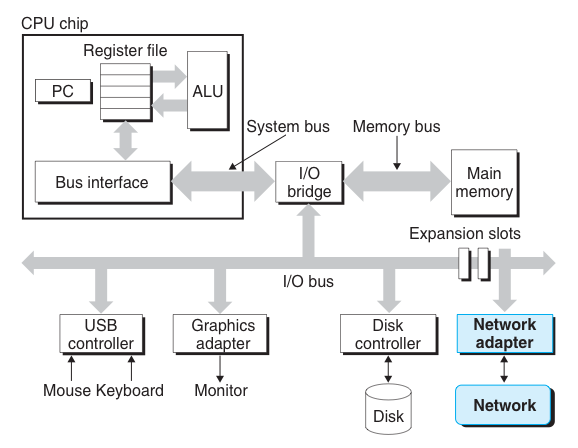 CPU chip
Register file
PC
ALU
System bus
Memory bus
Bus interface
I/O
bridge
Main
memory
Expansion slots
I/O bus
USB
controller
Graphics
adapter
Disk
controller
Network
adapter
Mouse Keyboard
Monitor
Disk
Network